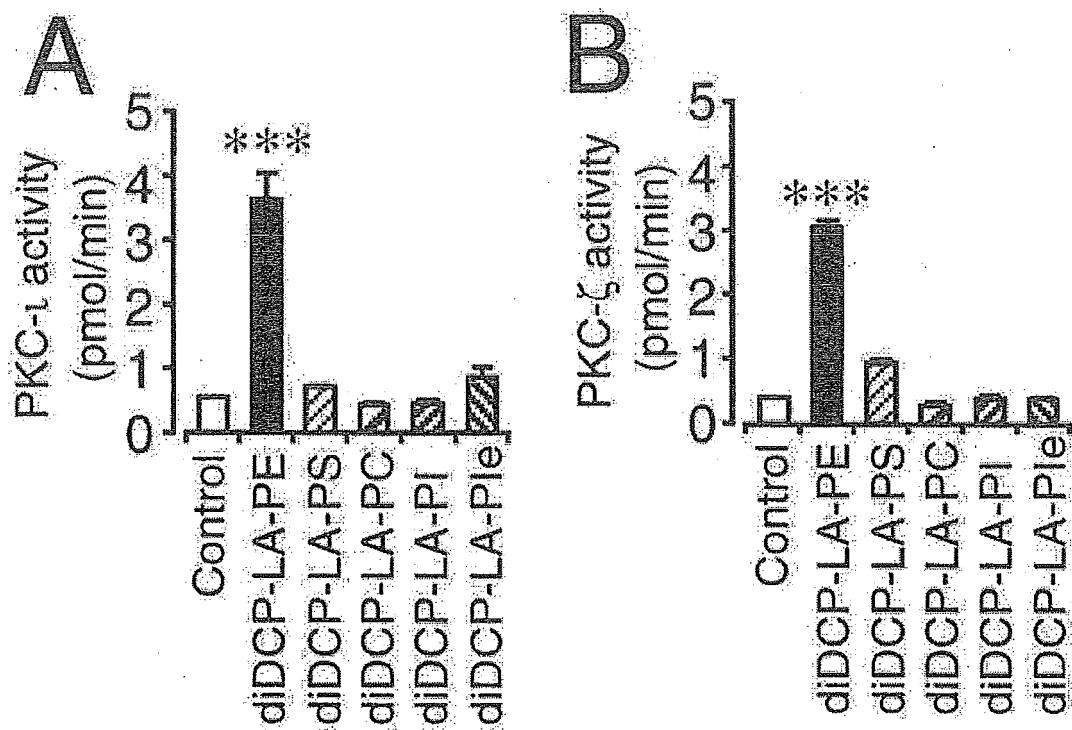 A
PKC-ι activity
(pmol/min)
5
4
3
2
1
0
***
Control
diDCP-LA-PE
diDCP-LA-PS
diDCP-LA-PC
diDCP-LA-PI
diDCP-LA-PIe
B
PKC-ζ activity
(pmol/min)
5
4
3
2
1
0
***
Control
diDCP-LA-PE
diDCP-LA-PS
diDCP-LA-PC
diDCP-LA-PI
diDCP-LA-PIe